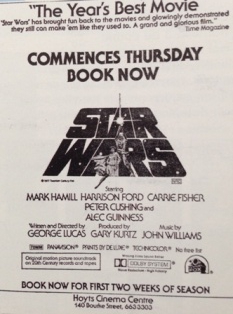 "The Year's Best Movie
'Star Wars' has brought fun back to the movies and glowingly demonstrated
they still can make 'em like they used to. A grand and glorious film."
Time Magazine
COMMENCES THURSDAY
BOOK NOW
STAR
WARS
Starring
MARK HAMILL HARRISON FORD CARRIE FISHER
PETER CUSHING and
ALEC GUINNESS
Written and Directed by Produced by Music by
GEORGE LUCAS GARY KURTZ JOHN WILLIAMS
PANAVISION® PRINTS BY DE LUXE® TECHNICOLOR® No free list
Original motion picture soundtrack
on 20th Century records and tapes
DOLBY SYSTEM
BOOK NOW FOR FIRST TWO WEEKS OF SEASON
Hoyts Cinema Centre
140 Bourke Street, 663-3303